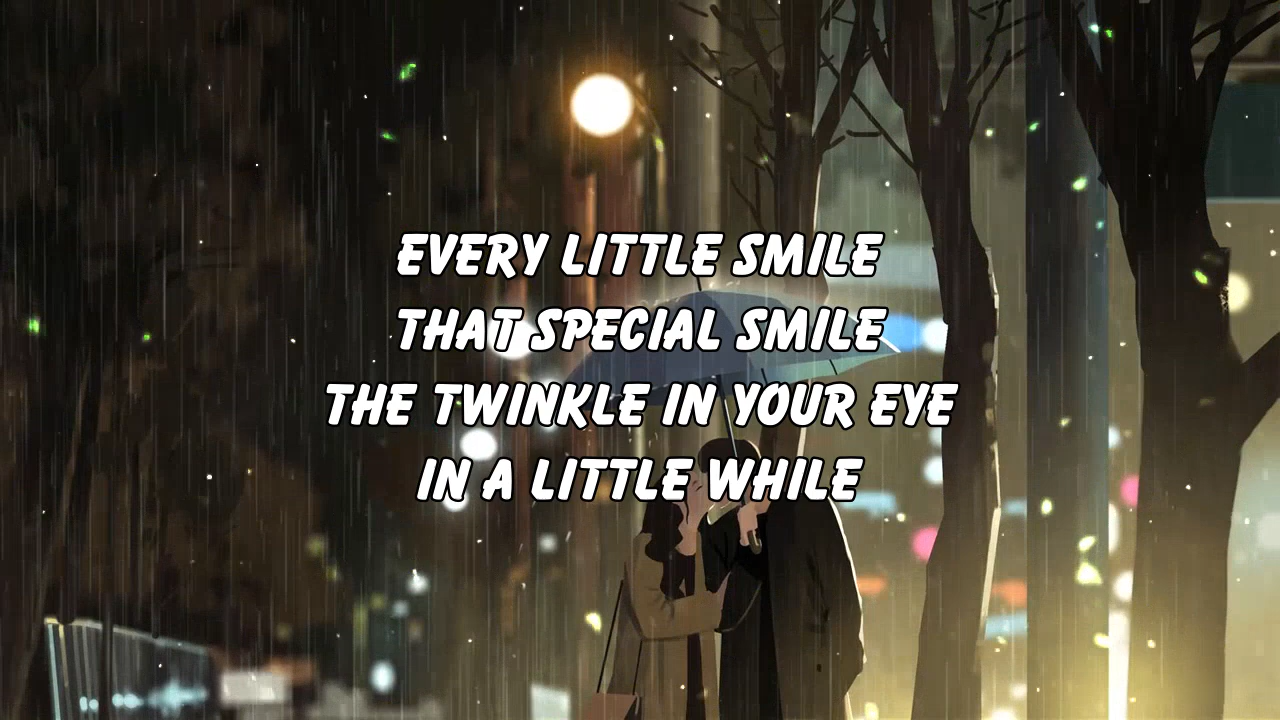 EVERY LITTLE SMILE
THAT SPECIAL SMILE
THE TWINKLE IN YOUR EYE
IN A LITTLE WHILE